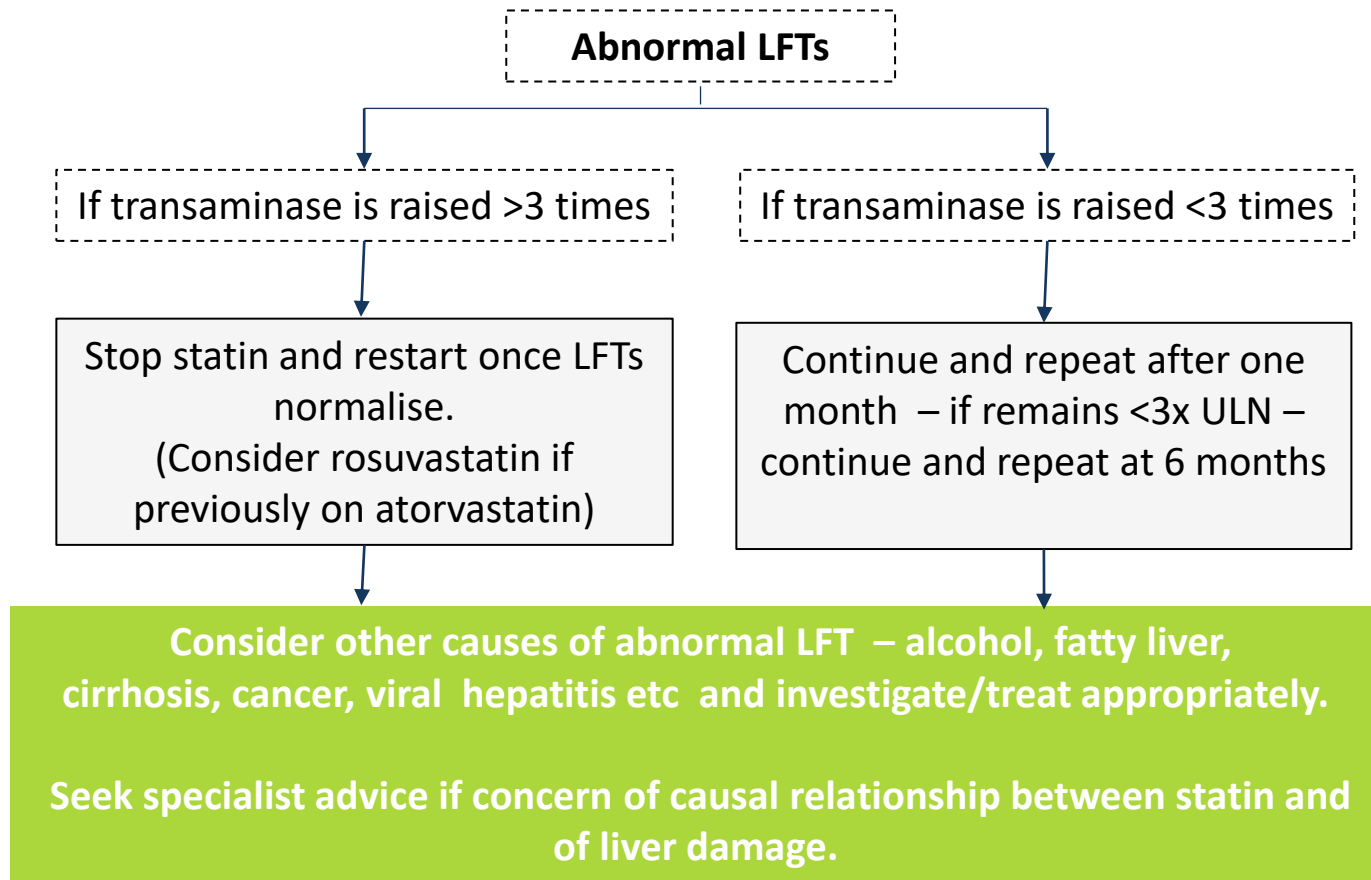 Abnormal LFTs
If transaminase is raised >3 times
If transaminase is raised <3 times
Stop statin and restart once LFTs
normalise.
(Consider rosuvastatin if
previously on atorvastatin)
Continue and repeat after one
month – if remains <3x ULN –
continue and repeat at 6 months
Consider other causes of abnormal LFT – alcohol, fatty liver,
cirrhosis, cancer, viral hepatitis etc and investigate/treat appropriately.
Seek specialist advice if concern of causal relationship between statin and
of liver damage.